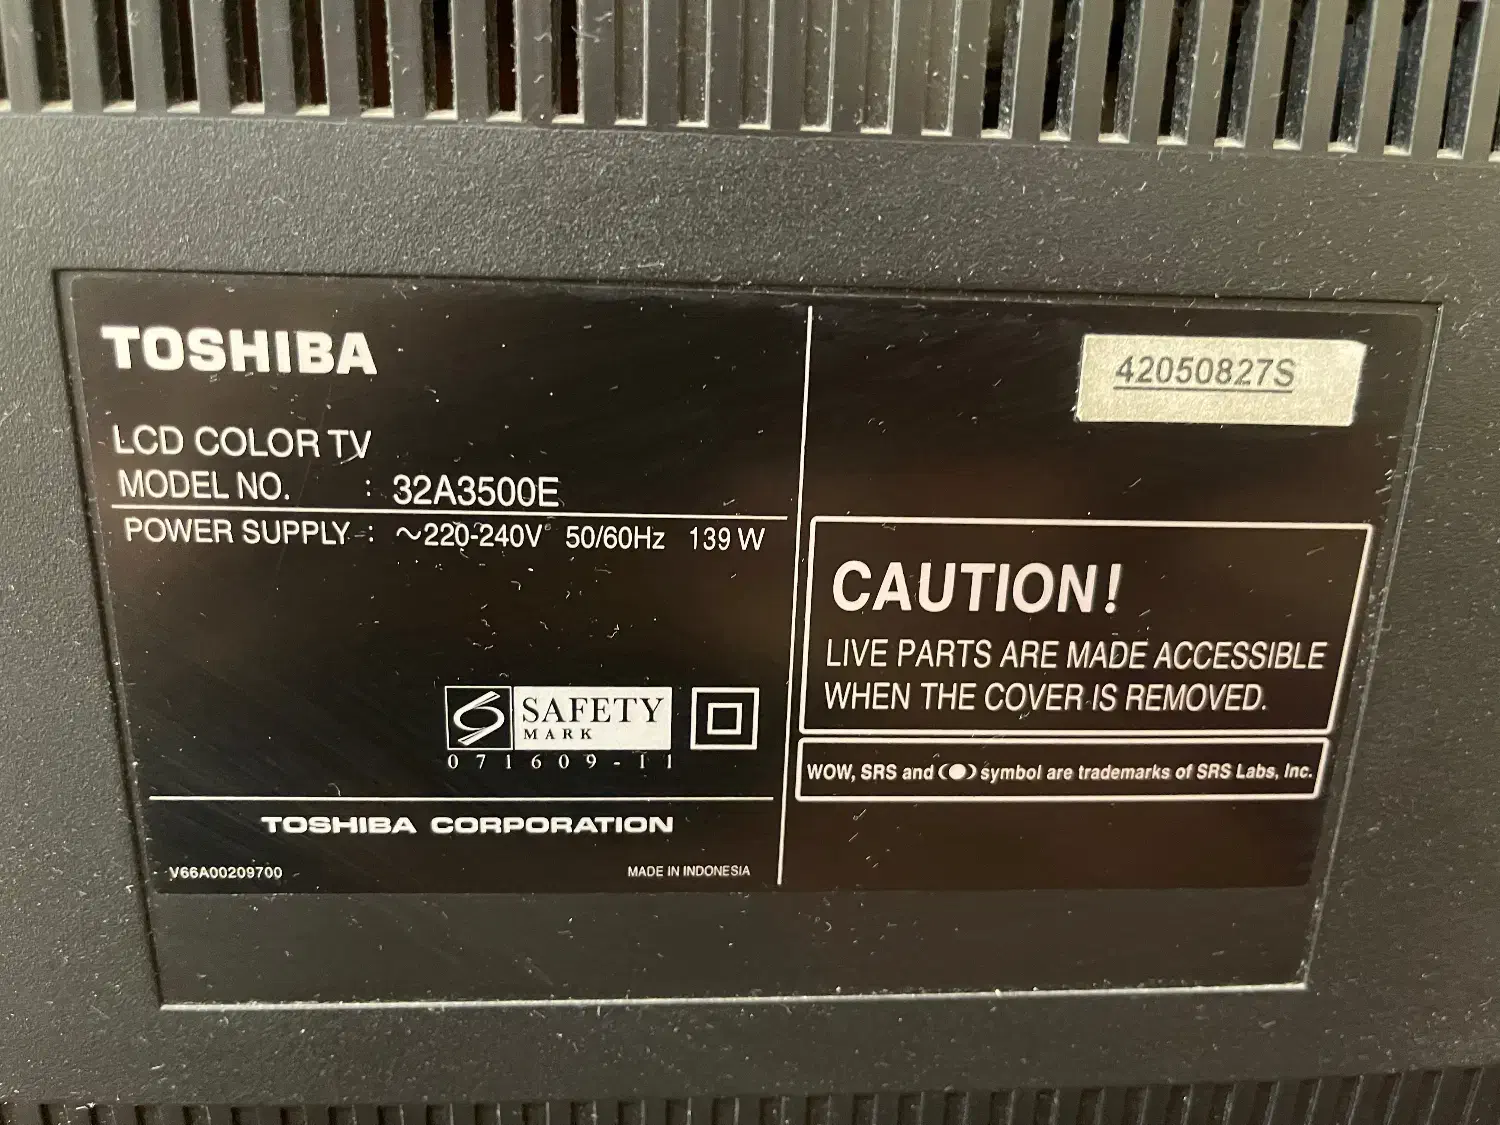 TOSHIBA
LCD COLOR TV
MODEL NO. : 32A3500E
POWER SUPPLY : ~220-240V 50/60Hz 139 W
SAFETY
MARK
071609-11
TOSHIBA CORPORATION
V66A00209700 MADE IN INDONESIA
42050827S
CAUTION!
LIVE PARTS ARE MADE ACCESSIBLE
WHEN THE COVER IS REMOVED.
WOW, SRS and (●) symbol are trademarks of SRS Labs, Inc.